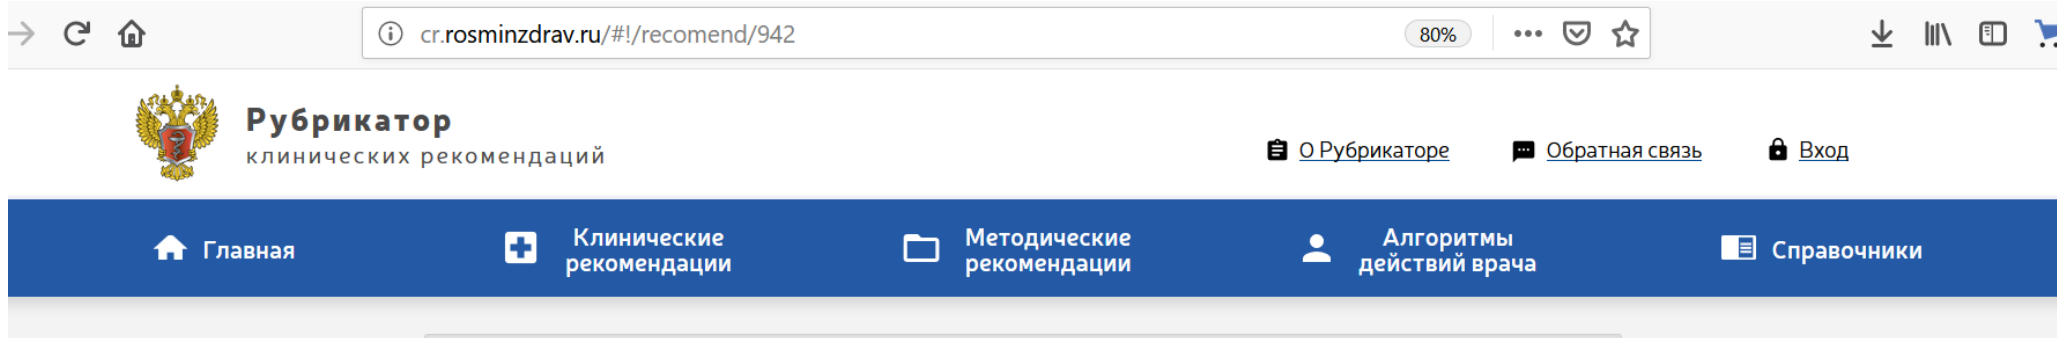 cr.rosminzdrav.ru/#!/recomend/942
80%
Рубрикатор
клинических рекомендаций
О Рубрикаторе
Обратная связь
Вход
Главная
Клинические
рекомендации
Методические
рекомендации
Алгоритмы
действий врача
Справочники